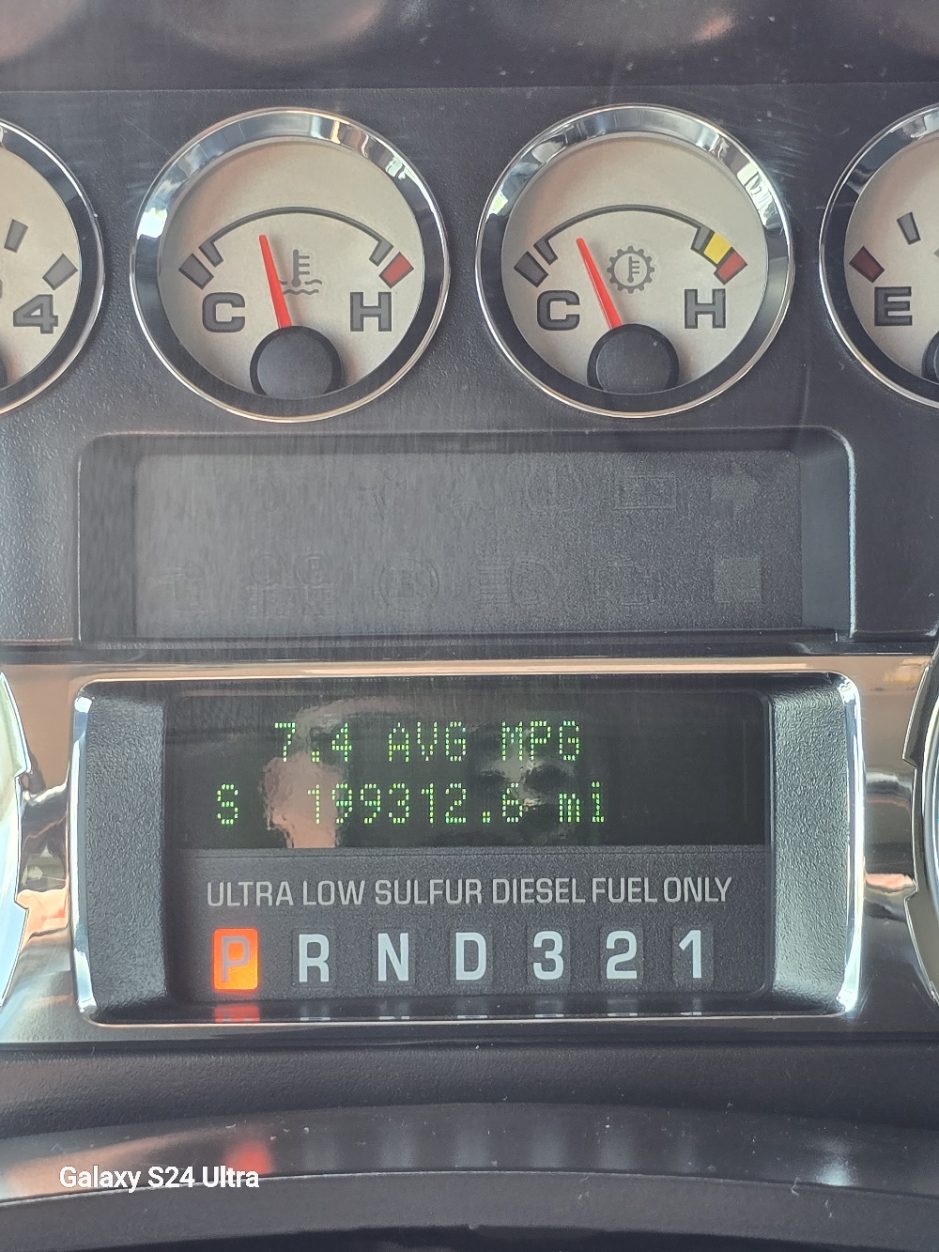 4
C H
C H
E
7.4 AVG MPG
S 199312.6 mi
ULTRA LOW SULFUR DIESEL FUEL ONLY
P R N D 3 2 1
Galaxy S24 Ultra